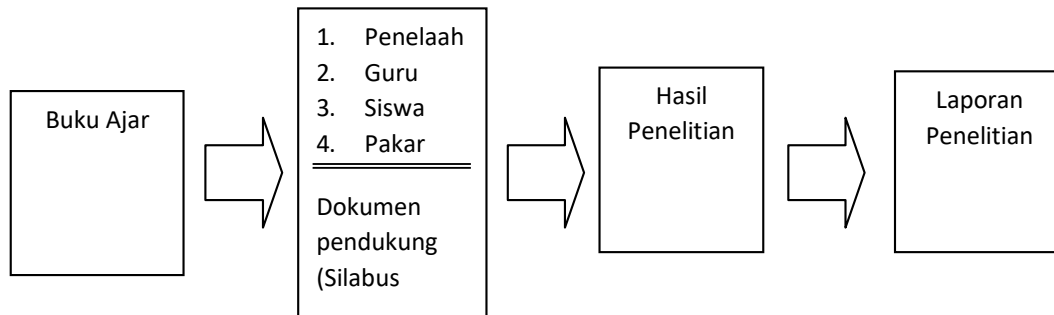 Buku Ajar
1. Penelaah
2. Guru
3. Siswa
4. Pakar
Dokumen
pendukung
(Silabus
Hasil
Penelitian
Laporan
Penelitian